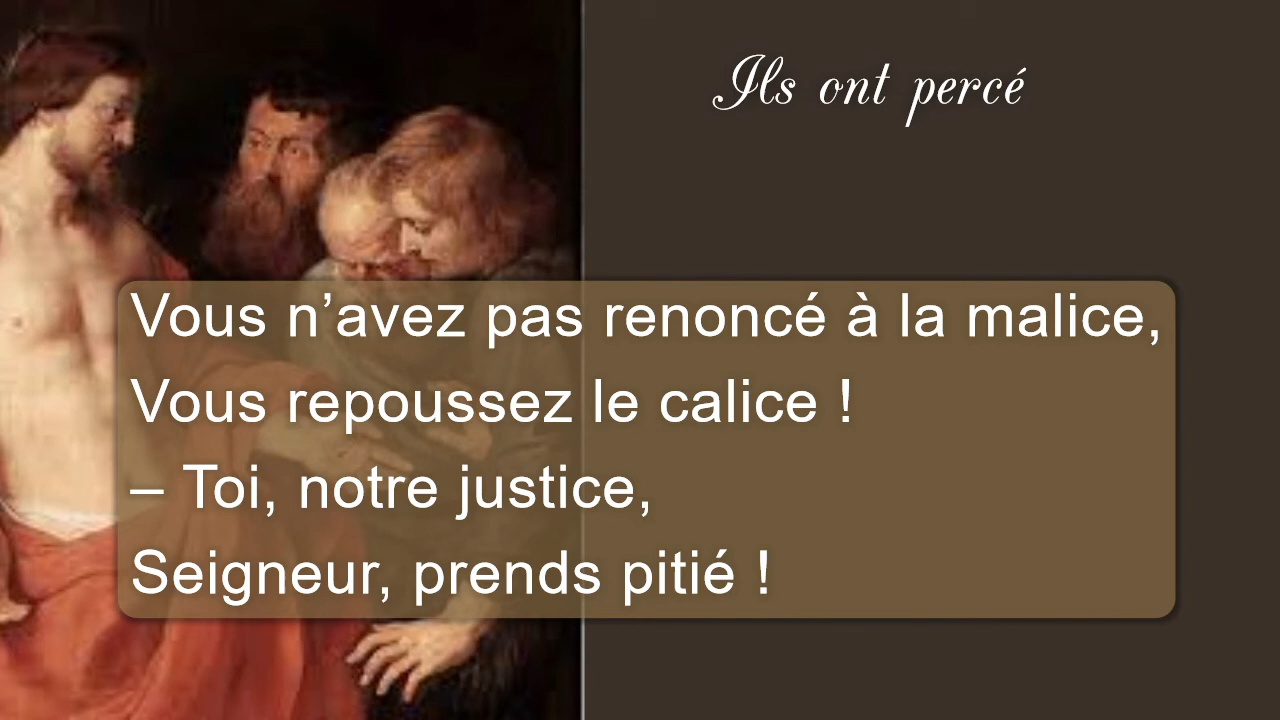 Ils ont percé
Vous n’avez pas renoncé à la malice,
Vous repoussez le calice !
– Toi, notre justice,
Seigneur, prends pitié !